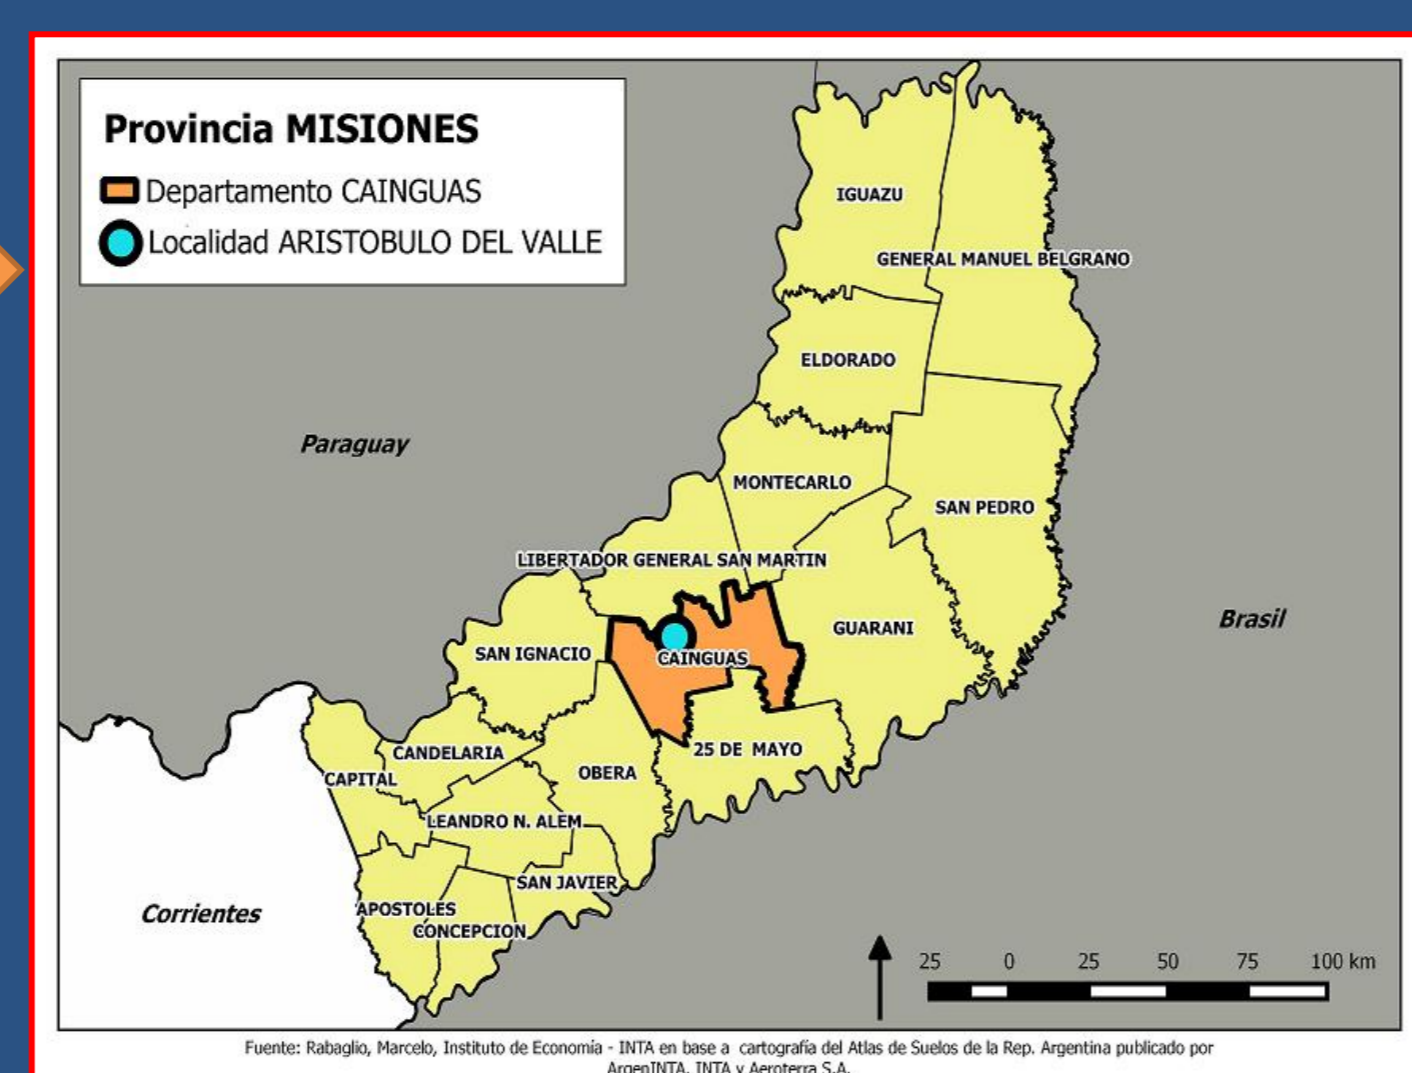 Provincia MISIONES
Departamento CAINGUAS
Localidad ARISTOBULO DEL VALLE
IGUAZU
GENERAL MANUEL BELGRANO
ELDORADO
Paraguay
MONTECARLO
SAN PEDRO
LIBERTADOR GENERAL SAN MARTIN
Brasil
GUARANI
SAN IGNACIO
CAINGUAS
25 DE MAYO
CANDELARIA
OBERA
CAPITAL
LEANDRO N. ALEM
SAN JAVIER
Corrientes
APOSTOLES
CONCEPCION
25 0 25 50 75 100 km
Fuente: Rabaglio, Marcelo, Instituto de Economía - INTA en base a cartografía del Atlas de Suelos de la Rep. Argentina publicado por
ArgenINTA, INTA y Aeroterra S.A.